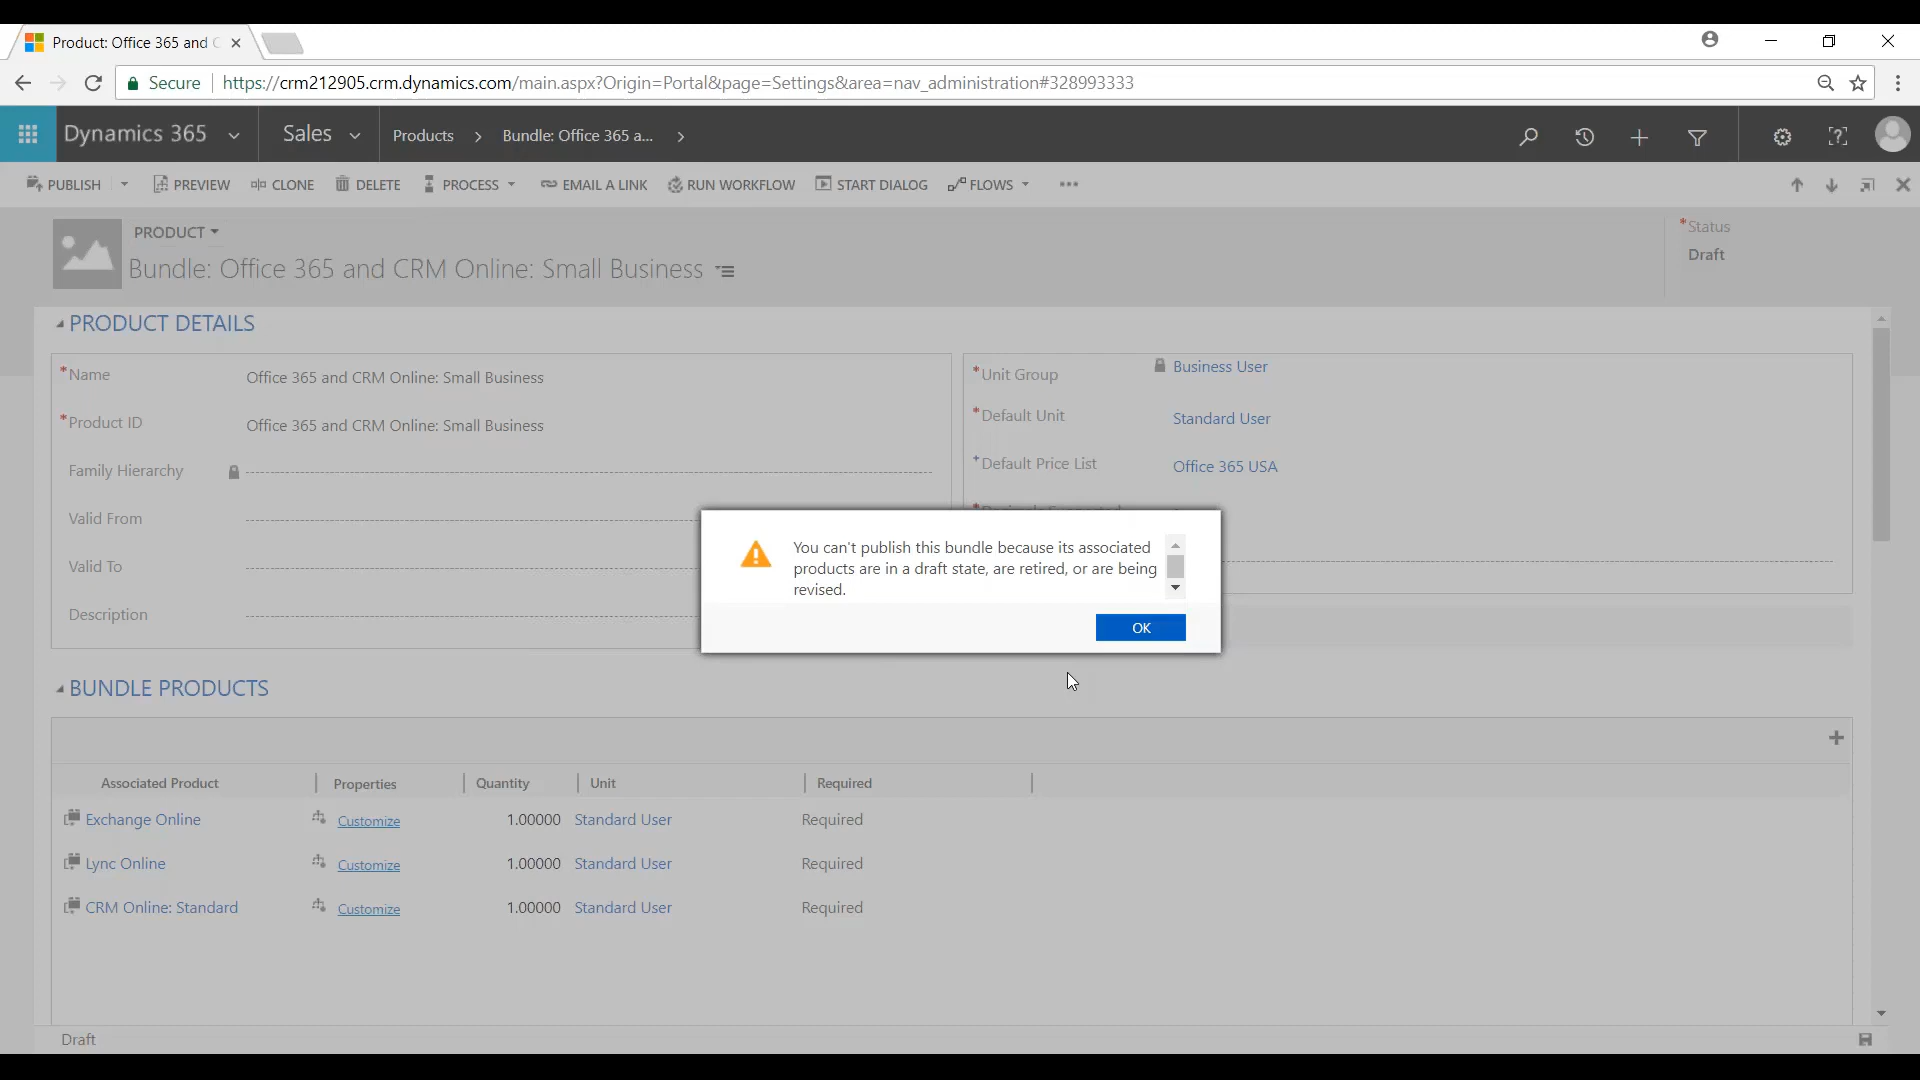 Product: Office 365 and C
Secure https://crm212905.crm.dynamics.com/main.aspx?Origin=Portal&page=Settings&area=nav_administration#328993333
Dynamics 365 Sales Products > Bundle: Office 365 a... >
PUBLISH PREVIEW CLONE DELETE PROCESS EMAIL A LINK RUN WORKFLOW START DIALOG FLOWS •••
PRODUCT
Bundle: Office 365 and CRM Online: Small Business
*Status
Draft
PRODUCT DETAILS
*Name Office 365 and CRM Online: Small Business
*Product ID Office 365 and CRM Online: Small Business
Family Hierarchy
Valid From
Valid To
Description
*Unit Group Business User
*Default Unit Standard User
+Default Price List Office 365 USA
You can't publish this bundle because its associated
products are in a draft state, are retired, or are being
revised.
OK
BUNDLE PRODUCTS
Associated Product Properties Quantity Unit Required
Exchange Online Customize 1.00000 Standard User Required
Lync Online Customize 1.00000 Standard User Required
CRM Online: Standard Customize 1.00000 Standard User Required
Draft